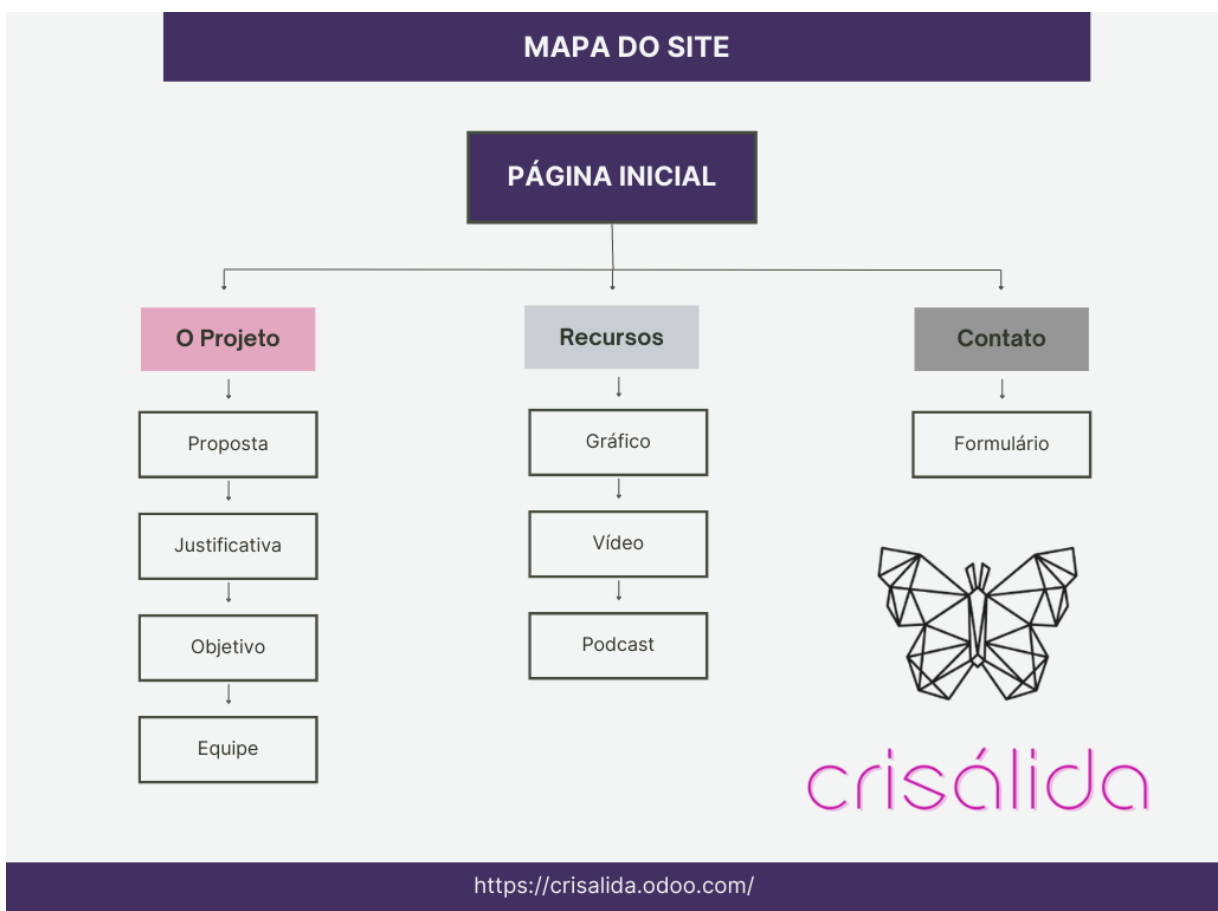 MAPA DO SITE
PÁGINA INICIAL
O Projeto
Proposta
Justificativa
Objetivo
Equipe
Recursos
Gráfico
Vídeo
Podcast
Contato
Formulário
crisálida
https://crisalida.odoo.com/